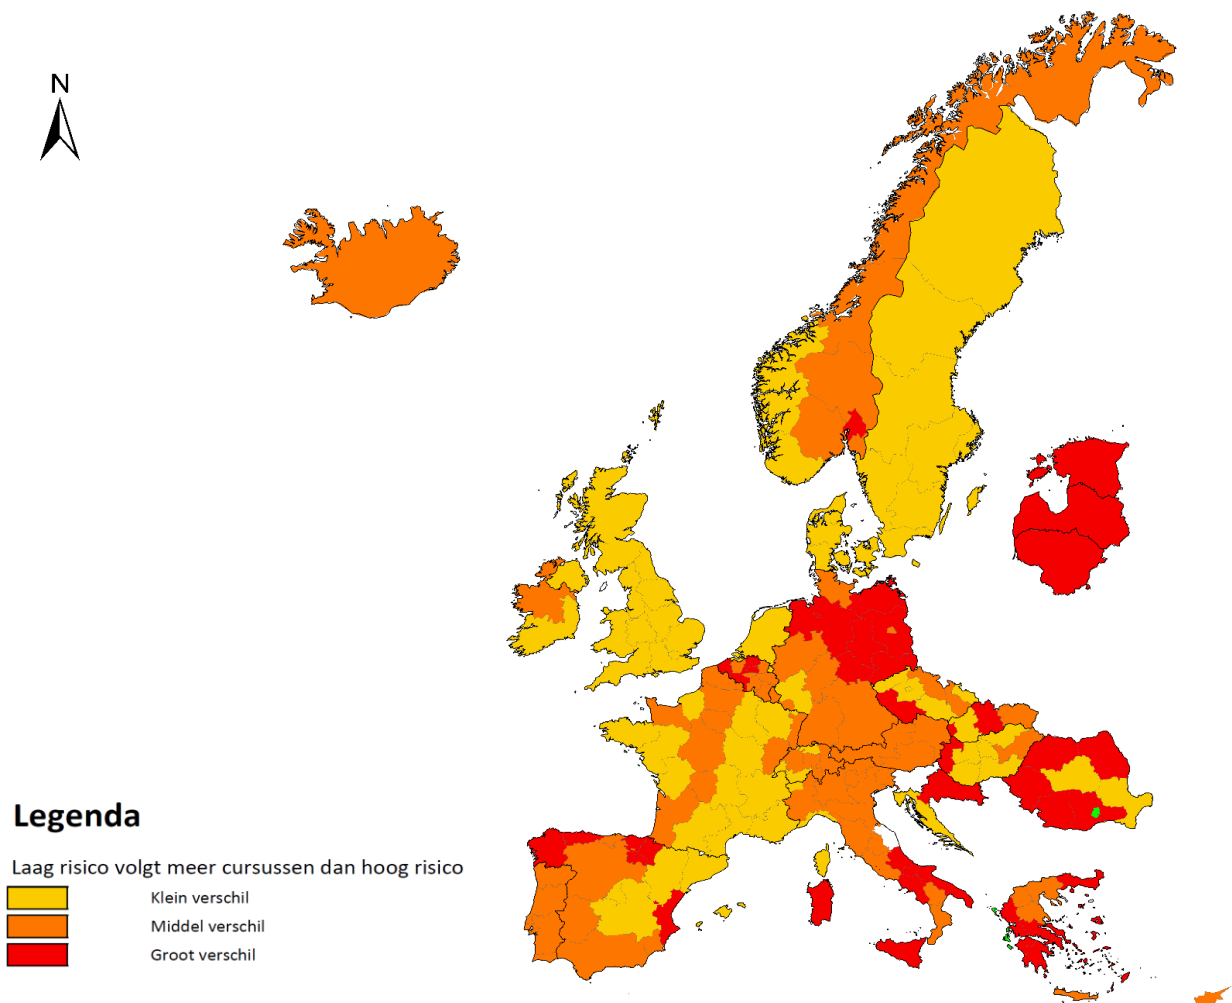 N
Legenda
Laag risico volgt meer cursussen dan hoog risico
Klein verschil
Middel verschil
Groot verschil